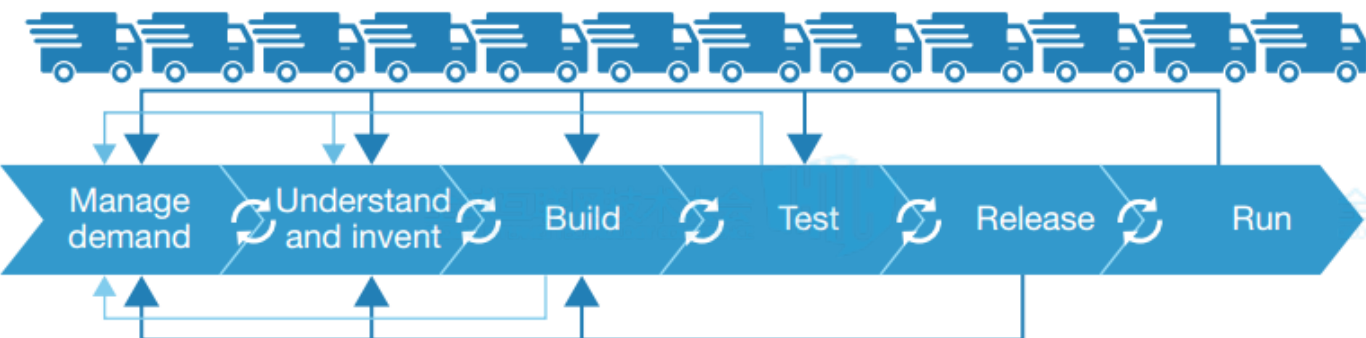 Manage
demand
Understand
and invent
Build
Test
Release
Run